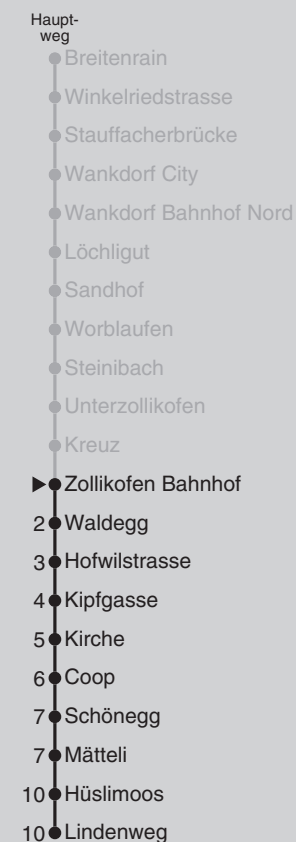 Haupt-
weg
Breitenrain
Winkelriedstrasse
Stauffacherbrücke
Wankdorf City
Wankdorf Bahnhof Nord
Löchligut
Sandhof
Worblaufen
Steinibach
Unterzollikofen
Kreuz
Zollikofen Bahnhof
2 Waldegg
3 Hofwilstrasse
4 Kipfgasse
5 Kirche
6 Coop
7 Schönegg
7 Mätteli
10 Hüslimoos
10 Lindenweg